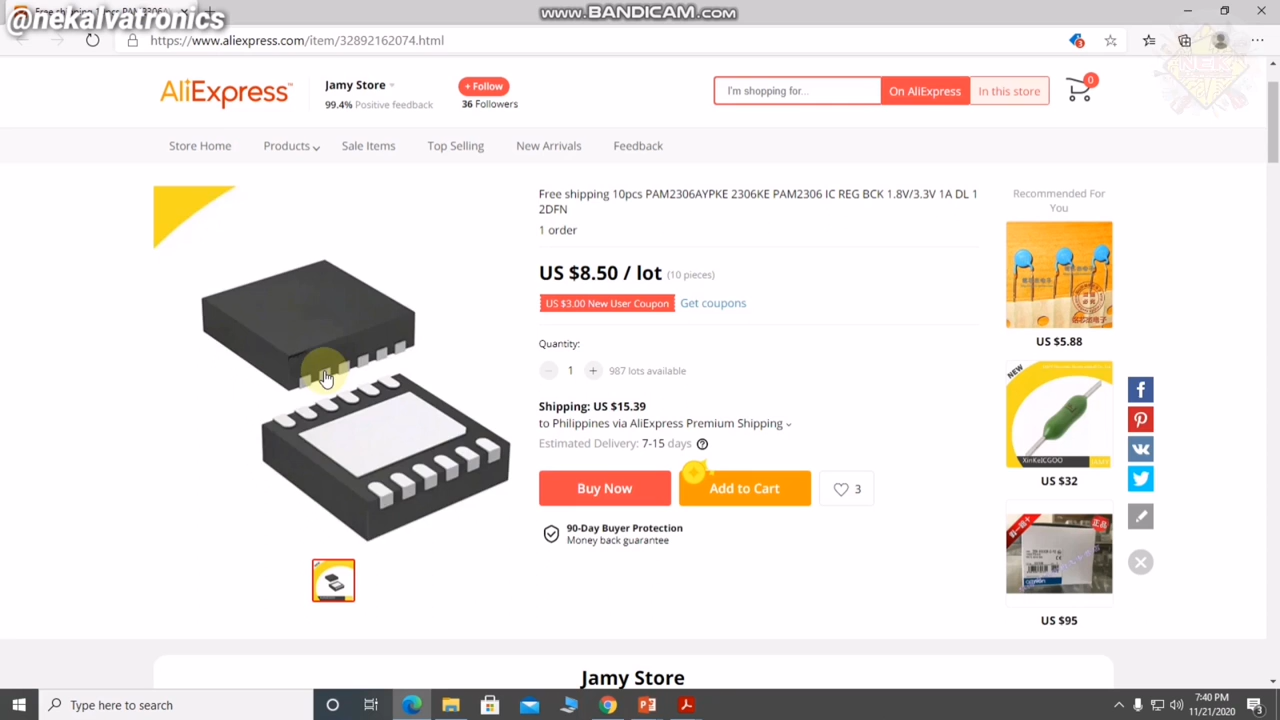 @nekalvatronics
www.BANDICAM.com
https://www.aliexpress.com/item/32892162074.html
3
AliExpress™
Jamy Store
99.4% Positive feedback
+ Follow
36 Followers
I'm shopping for...
On AliExpress
In this store
0
Store Home
Products
Sale Items
Top Selling
New Arrivals
Feedback
Free shipping 10pcs PAM2306AYPKE 2306KE PAM2306 IC REG BCK 1.8V/3.3V 1A DL 1
2DFN
1 order
US $8.50 / lot (10 pieces)
US $3.00 New User Coupon
Get coupons
Quantity:
1
987 lots available
Shipping: US $15.39
to Philippines via AliExpress Premium Shipping
Estimated Delivery: 7-15 days
Buy Now
Add to Cart
3
90-Day Buyer Protection
Money back guarantee
Recommended For
You
US $5.88
NEW
XinKeJCGOO
US $32
US $95
Jamy Store
Type here to search
7:40 PM
11/21/2020
3